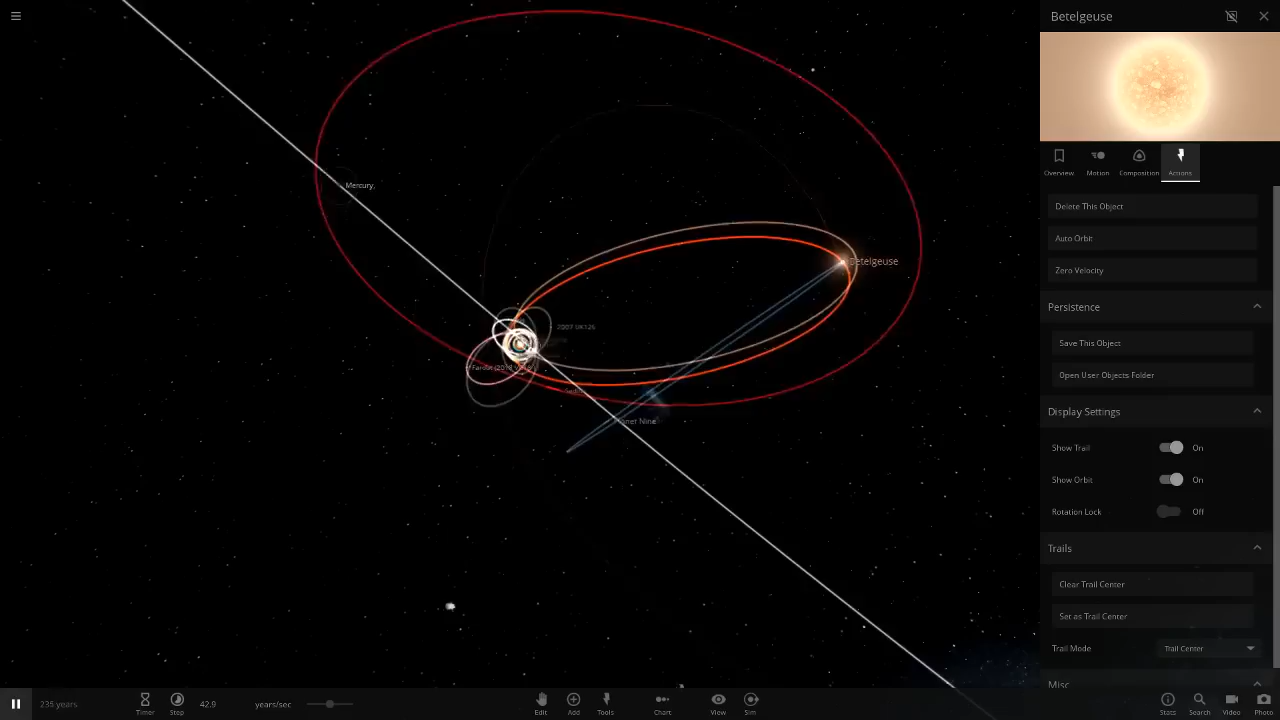 Betelgeuse
Overview
Motion
Composition
Actions
Delete This Object
Auto Orbit
Zero Velocity
Persistence
Save This Object
Open User Objects Folder
Display Settings
Show Trail On
Show Orbit On
Rotation Lock Off
Trails
Clear Trail Center
Set as Trail Center
Trail Mode Trail Center
Misc
Mercury
Betelgeuse
2007 UK126
Planet Nine
235 years
Timer
Step
42.9 years/sec
Edit
Add
Tools
Chart
View
Sim
Stats
Search
Video
Photo